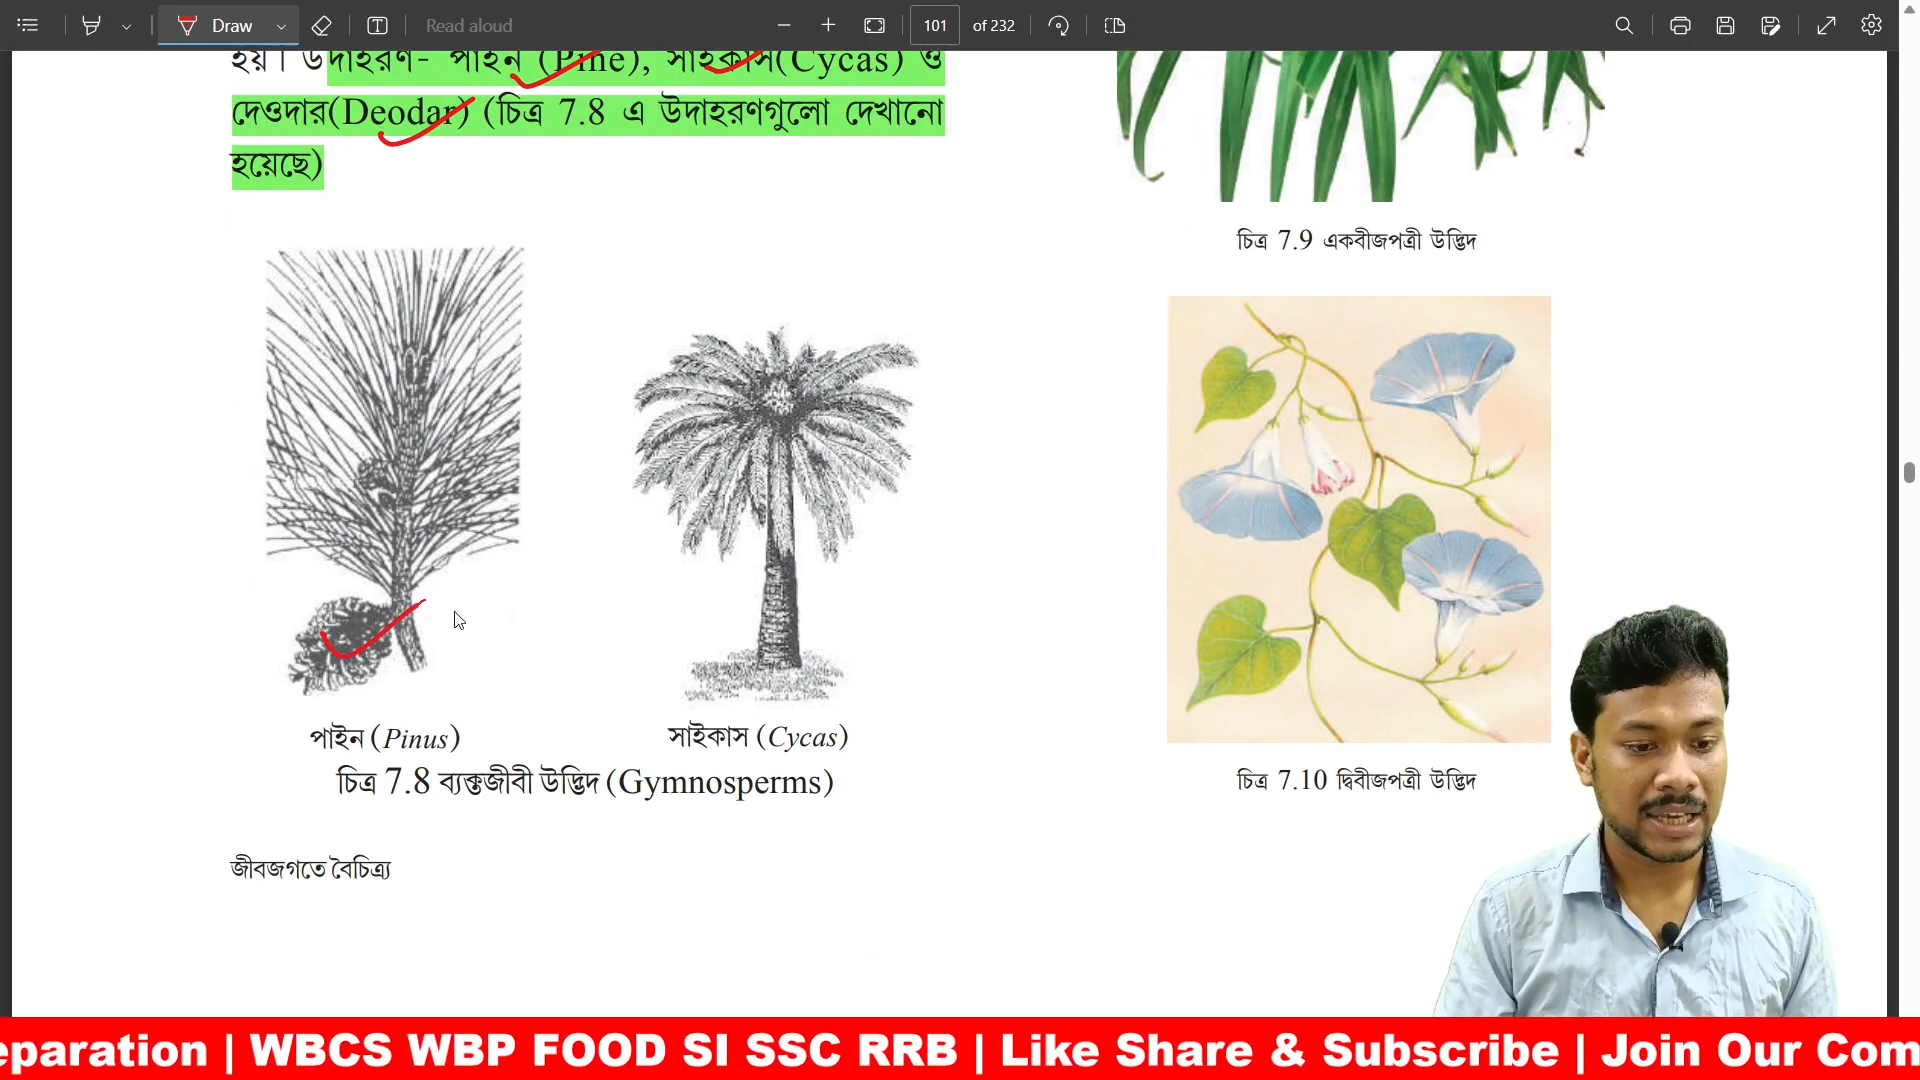 Draw
Read aloud
101 of 232
হয়। উদাহরণ- পাইন (Pine), সাইকাস(Cycas) ও
দেওদার(Deodar) (চিত্র 7.8 এ উদাহরণগুলো দেখানো
হয়েছে)
চিত্র 7.9 একবীজপত্রী উদ্ভিদ
পাইন (Pinus)
সাইকাস (Cycas)
চিত্র 7.8 ব্যক্তজীবী উদ্ভিদ (Gymnosperms)
চিত্র 7.10 দ্বিবীজপত্রী উদ্ভিদ
জীবজগতে বৈচিত্র্য
eparation | WBCS WBP FOOD SI SSC RRB | Like Share & Subscribe | Join Our Com